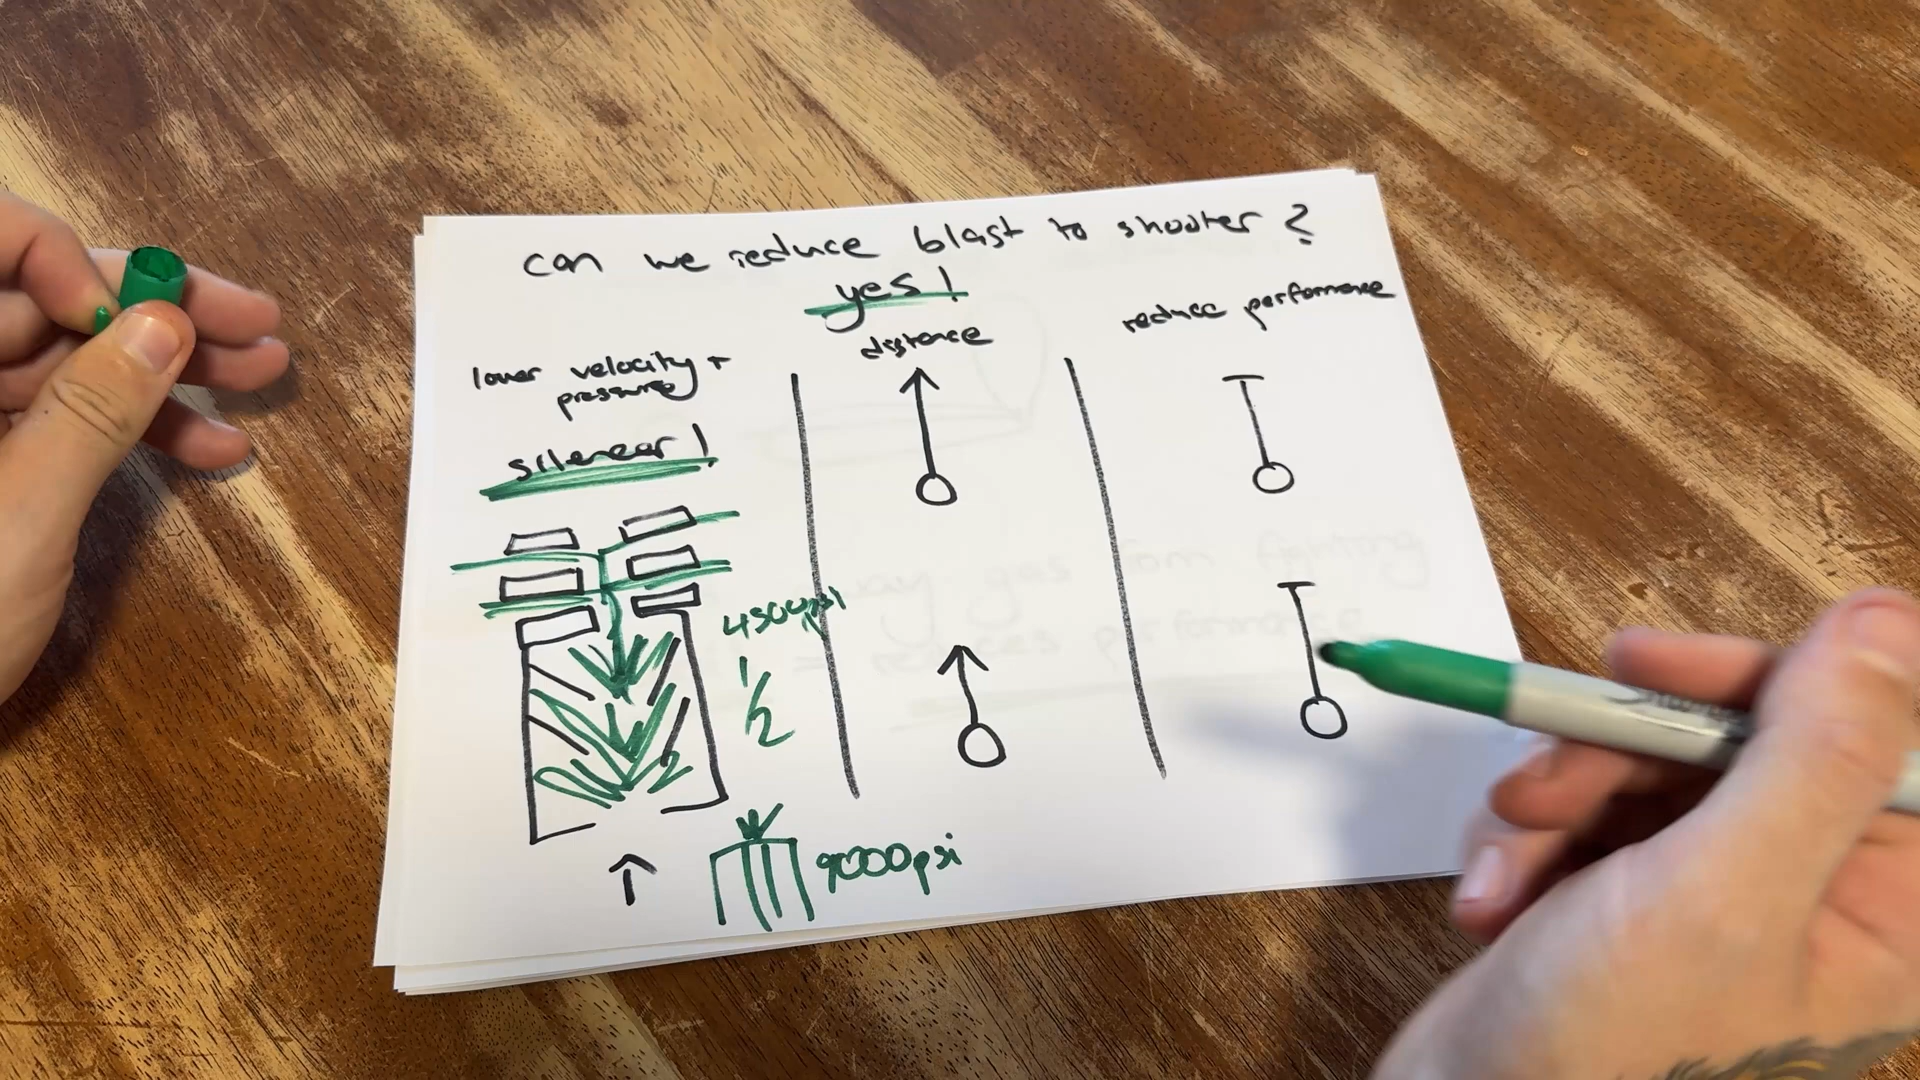 can we reduce blast to shooter?
yes!
lower velocity +
pressure
silencer!
4500psi
1/2
9000psi
distance
reduce performance